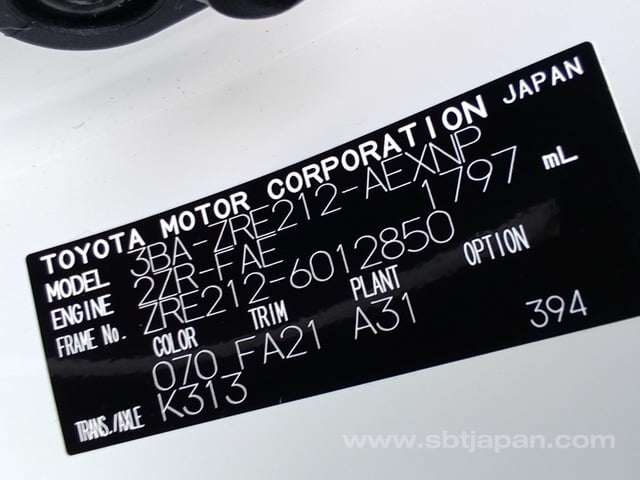 TOYOTA MOTOR CORPORATION JAPAN
MODEL 3BA-ZRE212-AEXNP
ENGINE 2ZR-FAE 1797 mL
FRAME No. ZRE212-6012850
COLOR TRIM PLANT OPTION
070 FA21 A31 394
TRANS./AXLE K313
www.sbtjapan.com